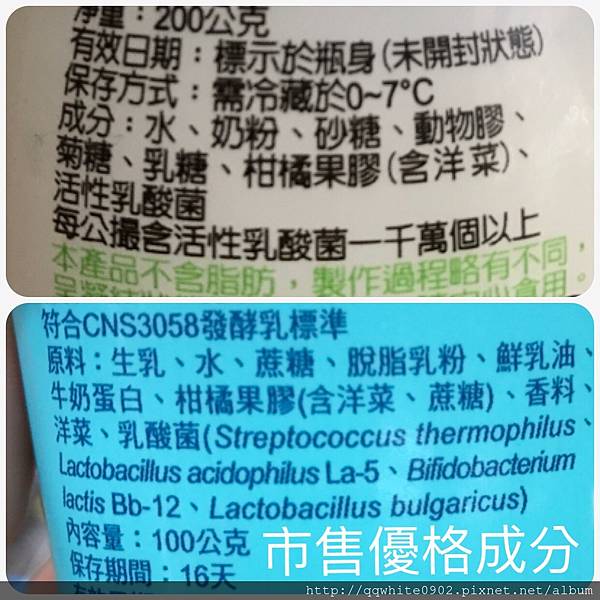 淨重：200公克
有效日期：標示於瓶身(未開封狀態)
保存方式：需冷藏於0~7°C
成分：水、奶粉、砂糖、動物膠、
菊糖、乳糖、柑橘果膠(含洋菜)、
活性乳酸菌
每公撮含活性乳酸菌一千萬個以上
本產品不含脂肪，製作過程略有不同，
符合CNS3058發酵乳標準
原料：生乳、水、蔗糖、脫脂乳粉、鮮乳油、
牛奶蛋白、柑橘果膠(含洋菜、蔗糖)、香料、
洋菜、乳酸菌(Streptococcus thermophilus、
Lactobacillus acidophilus La-5、Bifidobacterium
lactis Bb-12、Lactobacillus bulgaricus)
內容量：100公克
保存期間：16天
市售優格成分
http://qqwhite0902.pixnet.net/album